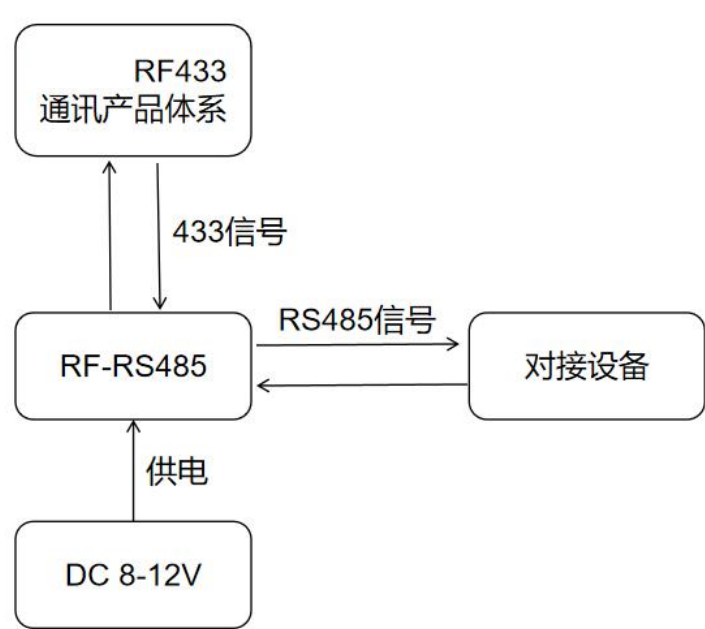 RF433
通讯产品体系
433信号
RS485信号
RF-RS485
对接设备
供电
DC 8-12V